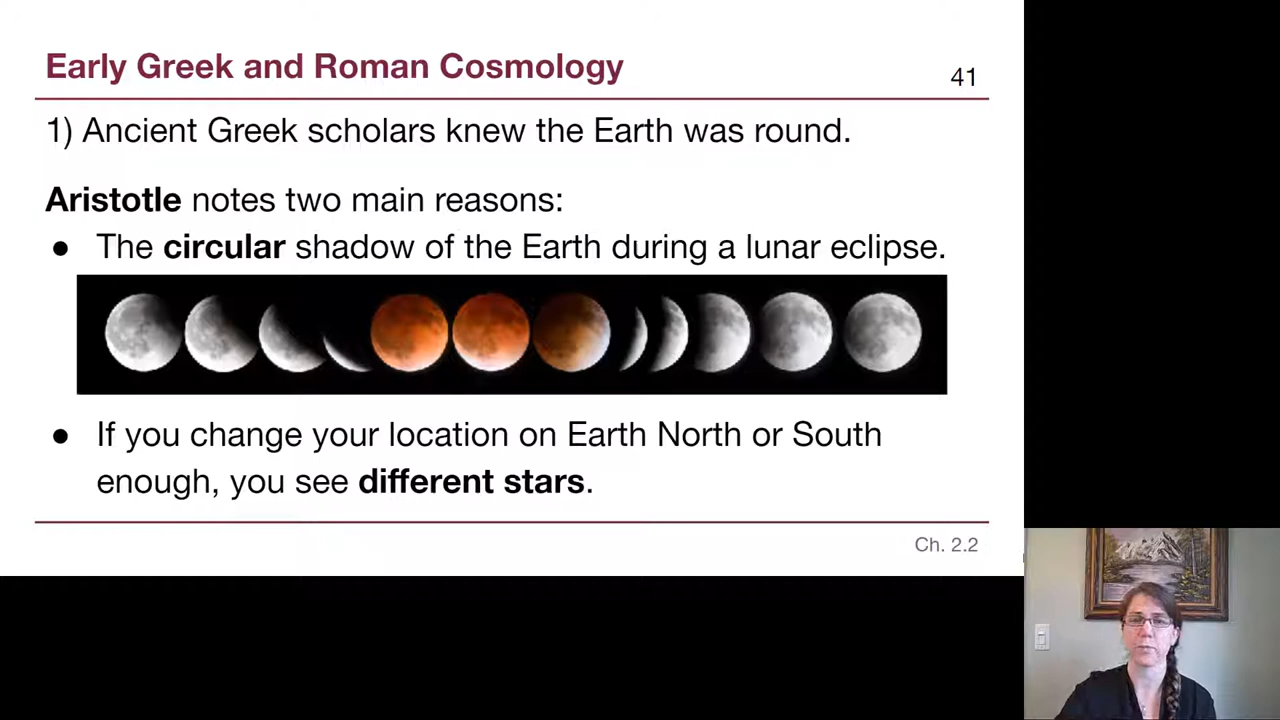 Early Greek and Roman Cosmology
41
1) Ancient Greek scholars knew the Earth was round.
Aristotle notes two main reasons:
● The circular shadow of the Earth during a lunar eclipse.
● If you change your location on Earth North or South
enough, you see different stars.
Ch. 2.2